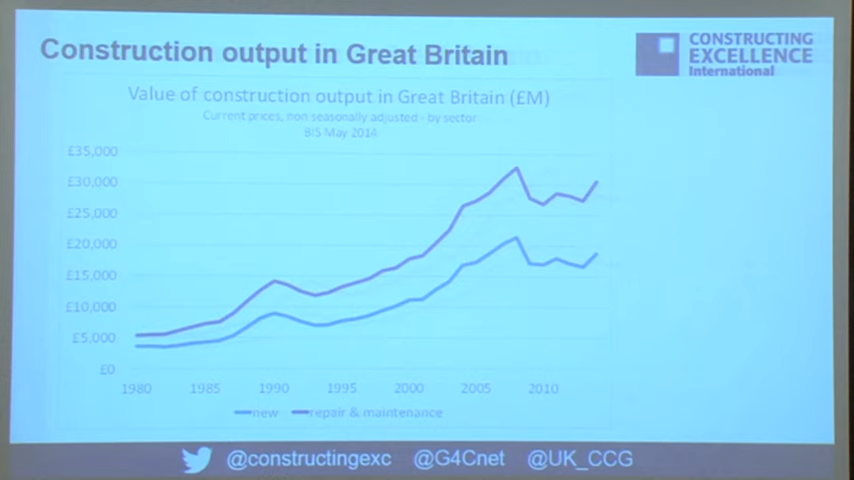 Construction output in Great Britain
CONSTRUCTING
EXCELLENCE
International
Value of construction output in Great Britain (£M)
Current prices, non seasonally adjusted - by sector
BIS May 2014
£35,000
£30,000
£25,000
£20,000
£15,000
£10,000
£5,000
£0
1980 1985 1990 1995 2000 2005 2010
new repair & maintenance
@constructingexc @G4Cnet @UK_CCG